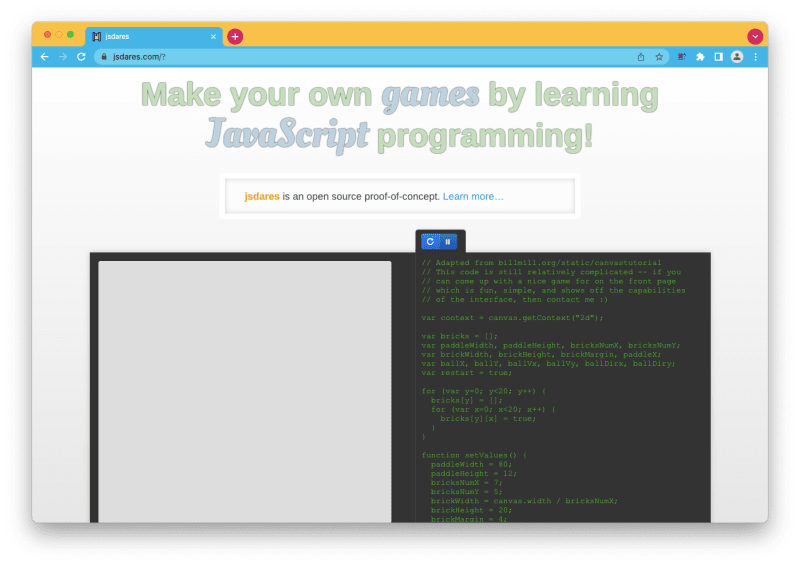 jsdares
jsdares.com/?
Make your own games by learning
JavaScript programming!
jsdares is an open source proof-of-concept. Learn more…
// Adapted from billmill.org/static/canvastutorial
// This code is still relatively complicated -- if you
// can come up with a nice game for on the front page
// which is fun, simple, and shows off the capabilities
// of the interface, then contact me :)
var context = canvas.getContext("2d");
var bricks = [];
var paddleWidth, paddleHeight, bricksNumX, bricksNumY;
var brickWidth, brickHeight, brickMargin, paddleX;
var ballX, ballY, ballVx, ballVy, ballDirx, ballDiry;
var restart = true;
for (var y=0; y<20; y++) {
  bricks[y] = [];
  for (var x=0; x<20; x++) {
    bricks[y][x] = true;
  }
}
function setValues() {
  paddleWidth = 80;
  paddleHeight = 12;
  bricksNumX = 7;
  bricksNumY = 5;
  brickWidth = canvas.width / bricksNumX;
  brickHeight = 20;
  brickMargin = 4;